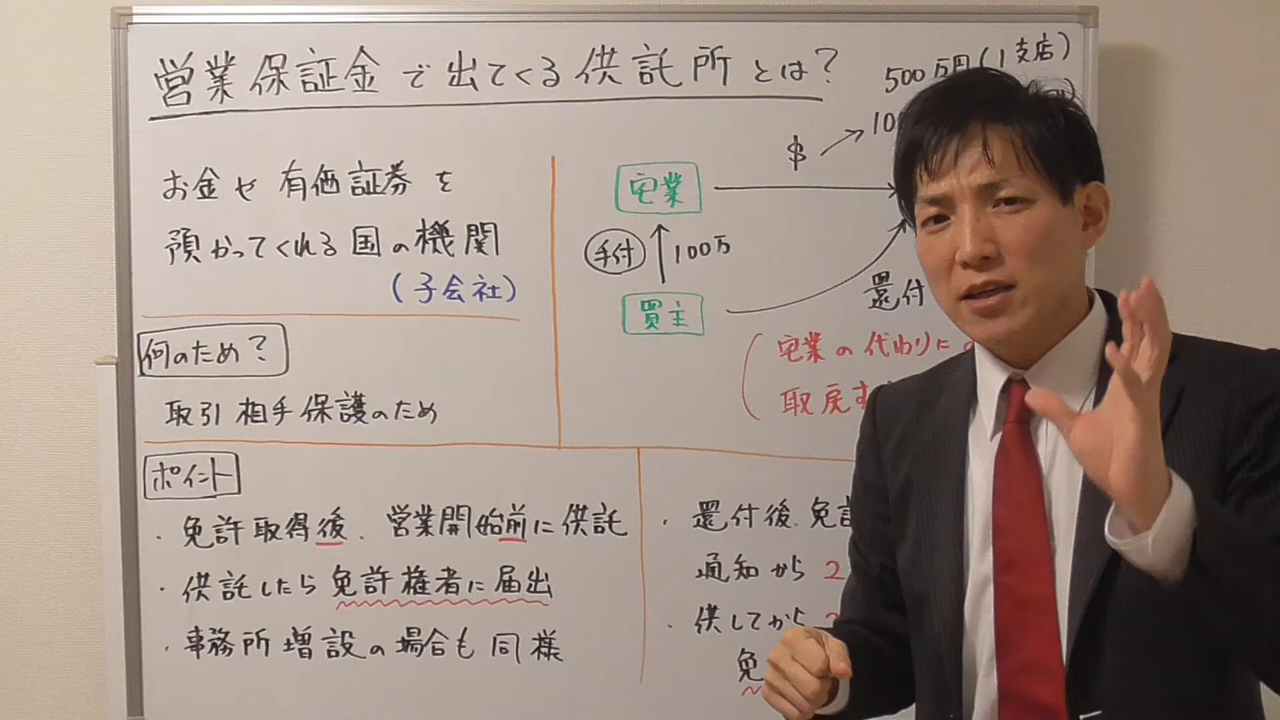 営業保証金で出てくる供託所とは?
お金や有価証券を
預かってくれる国の機関
(子会社)
何のため?
取引相手保護のため
500万円(1支店)
$
10
宅業
手付
100万
買主
還付
宅業の代わりに
取戻す
ポイント
・免許取得後、営業開始前に供託
・供託したら免許権者に届出
・事務所増設の場合も同様
・還付後、免許
通知から2
・供してから2
免